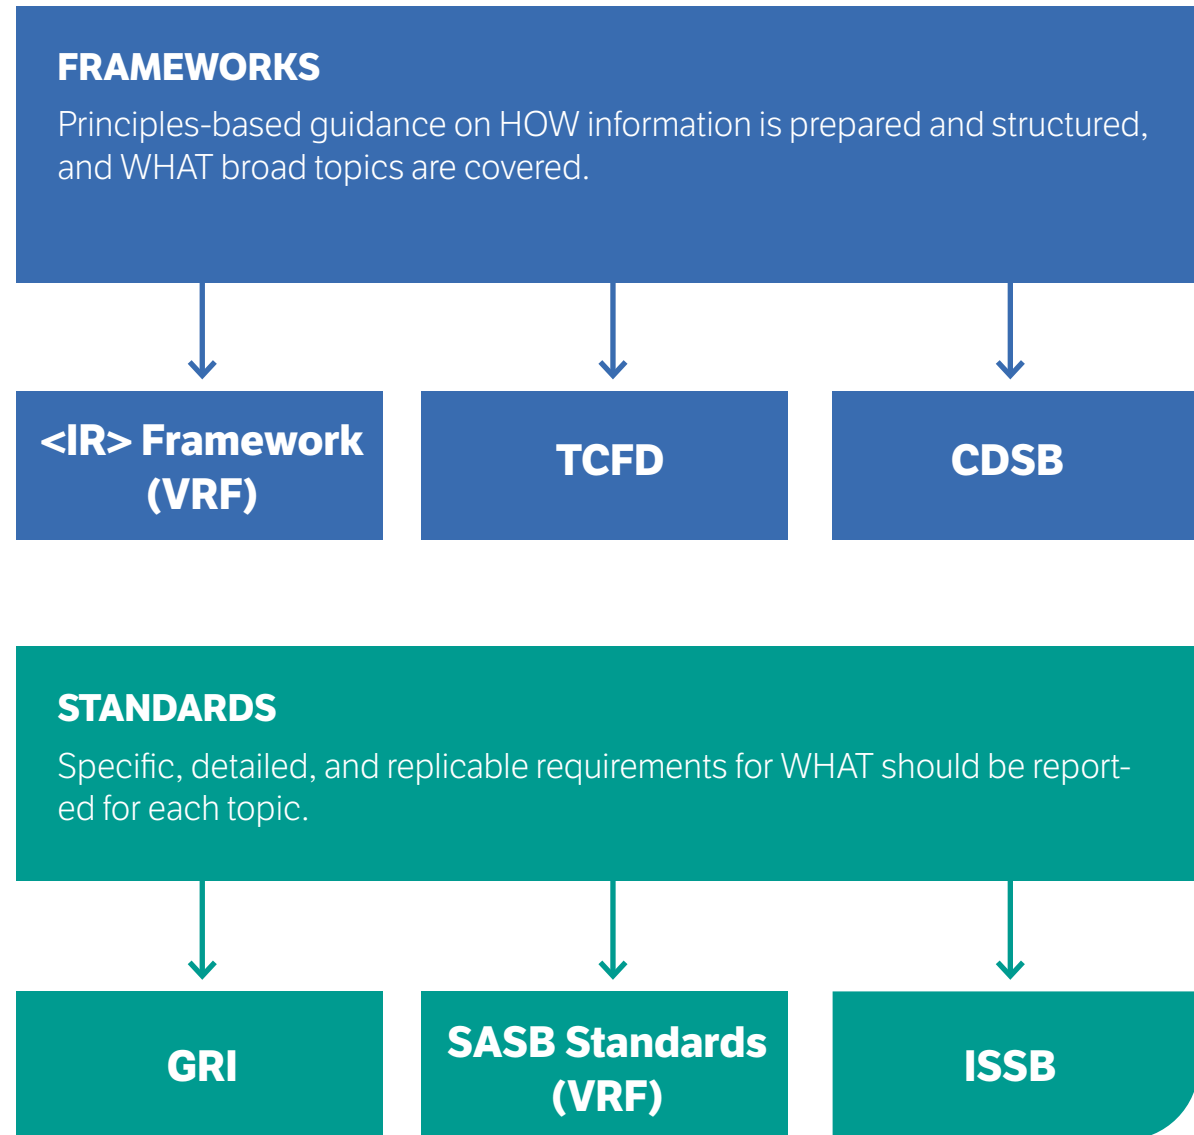 FRAMEWORKS
Principles-based guidance on HOW information is prepared and structured,
and WHAT broad topics are covered.
<IR> Framework
(VRF)
TCFD
CDSB
STANDARDS
Specific, detailed, and replicable requirements for WHAT should be report-
ed for each topic.
GRI
SASB Standards
(VRF)
ISSB